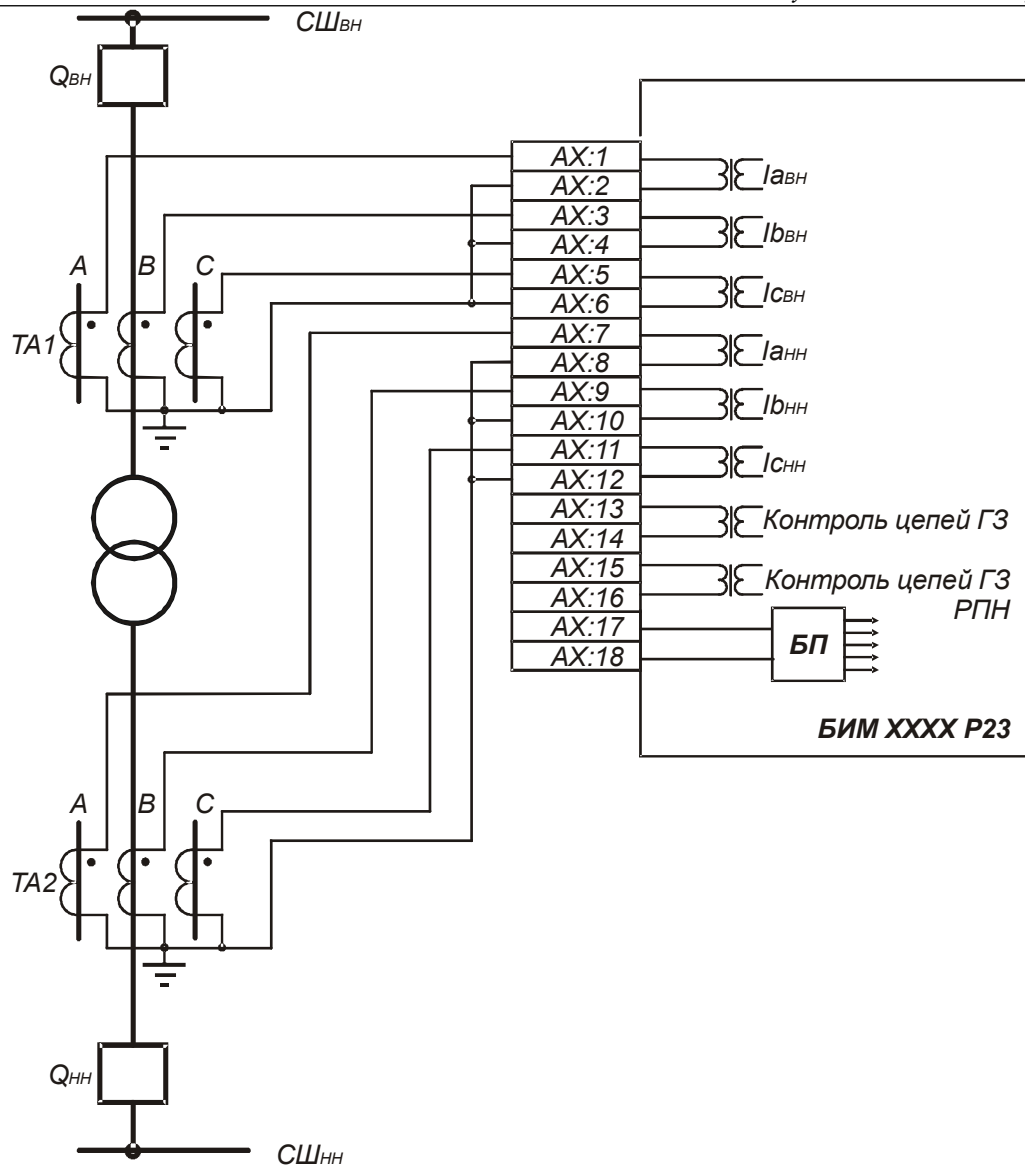 СШВН
QВН
AX:1
AX:2
AX:3
AX:4
AX:5
AX:6
AX:7
AX:8
AX:9
AX:10
AX:11
AX:12
AX:13
AX:14
AX:15
AX:16
AX:17
AX:18
IaВН
IbВН
IcВН
IaНН
IbНН
IcНН
Контроль цепей ГЗ
Контроль цепей ГЗ
РПН
БП
БИМ XXXX P23
A B C
TA1
A B C
TA2
QНН
СШНН